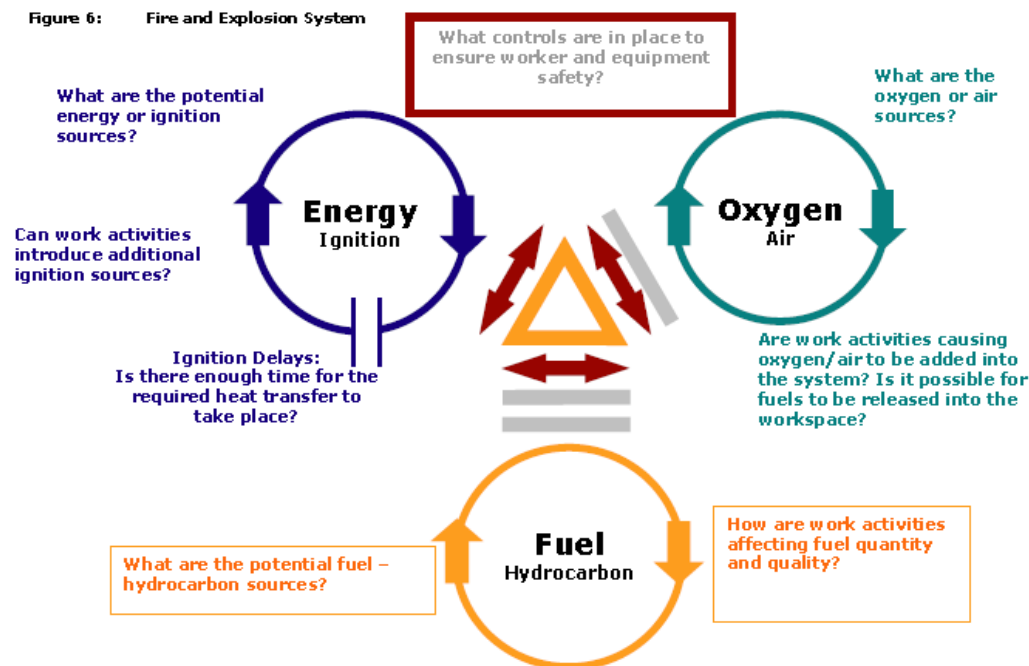 Figure 6: Fire and Explosion System
What controls are in place to
ensure worker and equipment
safety?
What are the potential
energy or ignition
sources?
What are the
oxygen or air
sources?
Energy
Ignition
Oxygen
Air
Can work activities
introduce additional
ignition sources?
Ignition Delays:
Is there enough time for the
required heat transfer to
take place?
Are work activities causing
oxygen/air to be added into
the system? Is it possible for
fuels to be released into the
workspace?
Fuel
Hydrocarbon
What are the potential fuel –
hydrocarbon sources?
How are work activities
affecting fuel quantity
and quality?